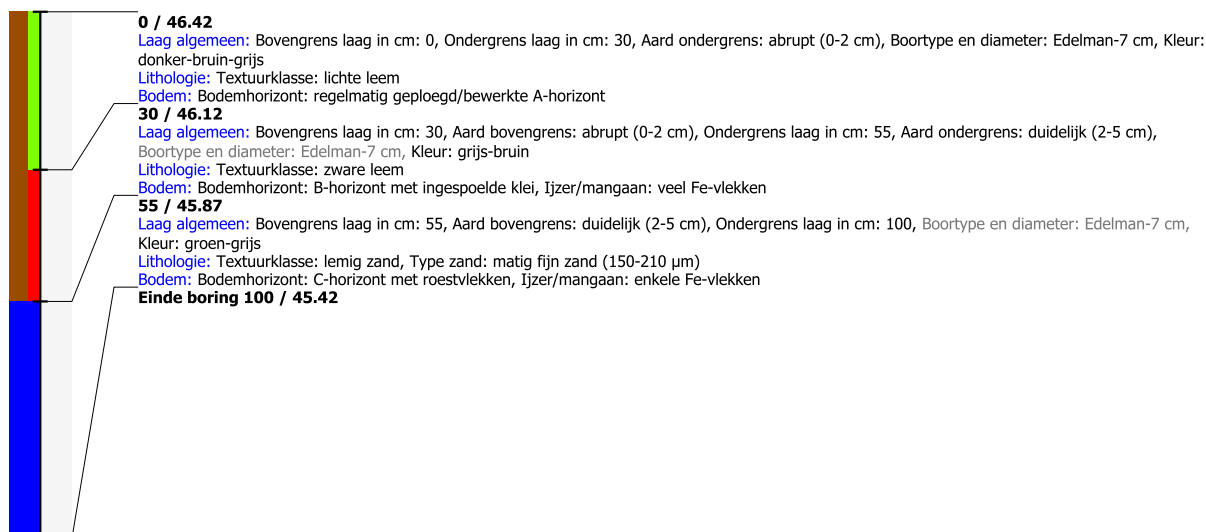 0 / 46.42
Laag algemeen: Bovengrens laag in cm: 0, Ondergrens laag in cm: 30, Aard ondergrens: abrupt (0-2 cm), Boortype en diameter: Edelman-7 cm, Kleur:
donker-bruin-grijs
Lithologie: Textuurklasse: lichte leem
Bodem: Bodemhorizont: regelmatig geploegd/bewerkte A-horizont
30 / 46.12
Laag algemeen: Bovengrens laag in cm: 30, Aard bovengrens: abrupt (0-2 cm), Ondergrens laag in cm: 55, Aard ondergrens: duidelijk (2-5 cm),
Boortype en diameter: Edelman-7 cm, Kleur: grijs-bruin
Lithologie: Textuurklasse: zware leem
Bodem: Bodemhorizont: B-horizont met ingespoelde klei, Ijzer/mangaan: veel Fe-vlekken
55 / 45.87
Laag algemeen: Bovengrens laag in cm: 55, Aard bovengrens: duidelijk (2-5 cm), Ondergrens laag in cm: 100, Boortype en diameter: Edelman-7 cm,
Kleur: groen-grijs
Lithologie: Textuurklasse: lemig zand, Type zand: matig fijn zand (150-210 µm)
Bodem: Bodemhorizont: C-horizont met roestvlekken, Ijzer/mangaan: enkele Fe-vlekken
Einde boring 100 / 45.42